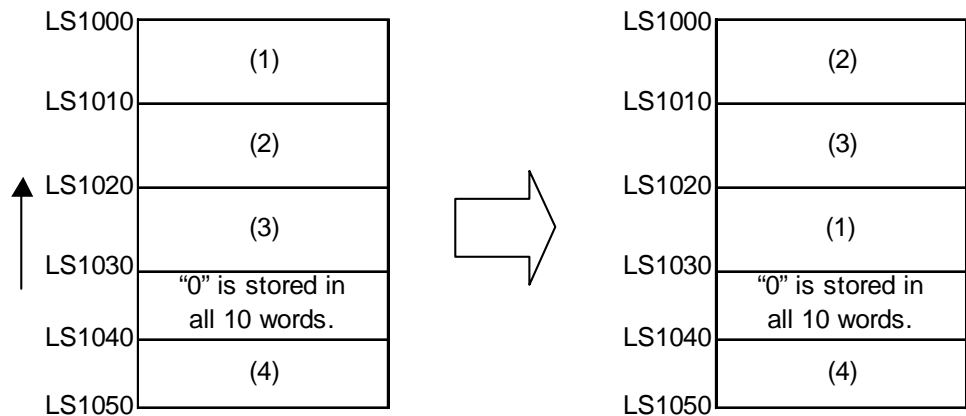 LS1000
(1)
LS1010
(2)
LS1020
(3)
LS1030
“0” is stored in
all 10 words.
LS1040
(4)
LS1050
LS1000
(2)
LS1010
(3)
LS1020
(1)
LS1030
“0” is stored in
all 10 words.
LS1040
(4)
LS1050